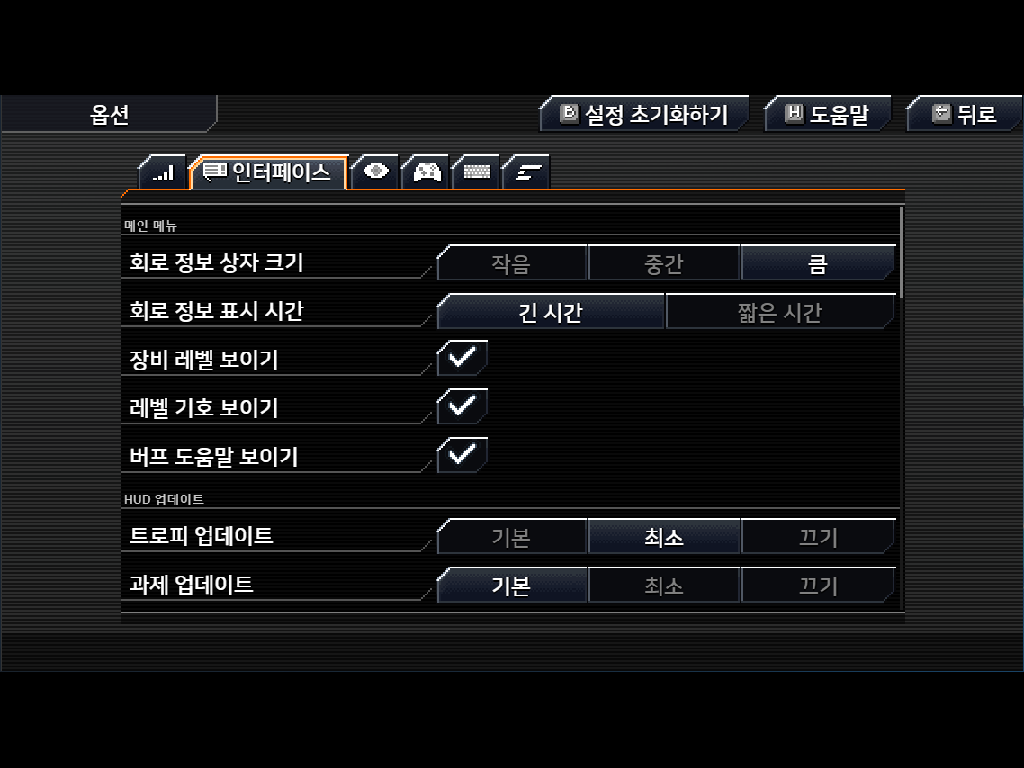 옵션
B 설정 초기화하기
H 도움말
뒤로
인터페이스
메인 메뉴
회로 정보 상자 크기 작음 중간 큼
회로 정보 표시 시간 긴 시간 짧은 시간
장비 레벨 보이기
레벨 기호 보이기
버프 도움말 보이기
HUD 업데이트
트로피 업데이트 기본 최소 끄기
과제 업데이트 기본 최소 끄기